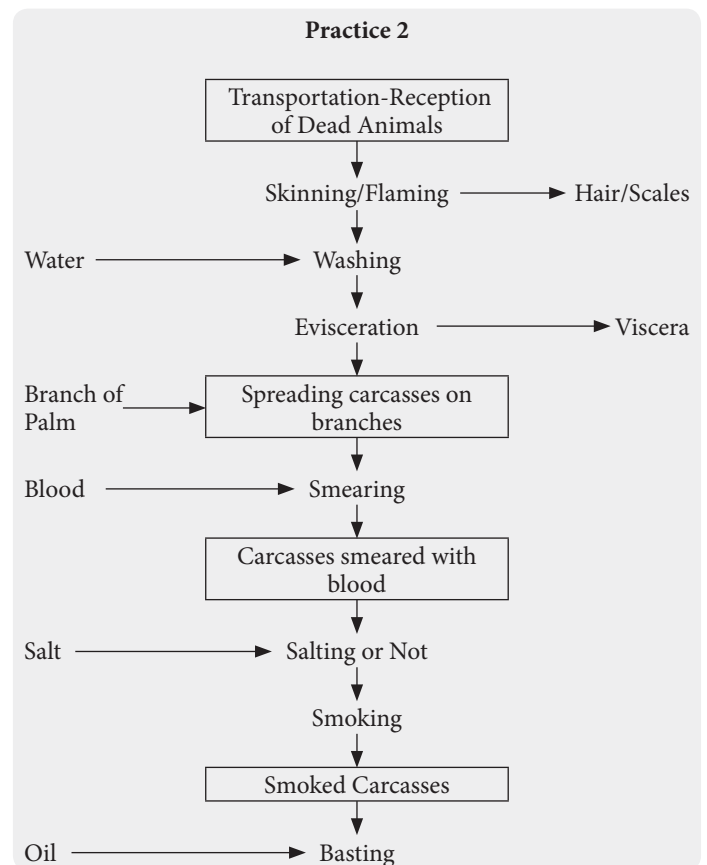 Practice 2
Transportation-Reception
of Dead Animals
Skinning/Flaming
Hair/Scales
Water
Washing
Evisceration
Viscera
Branch of
Palm
Spreading carcasses on
branches
Blood
Smearing
Carcasses smeared with
blood
Salt
Salting or Not
Smoking
Smoked Carcasses
Oil
Basting